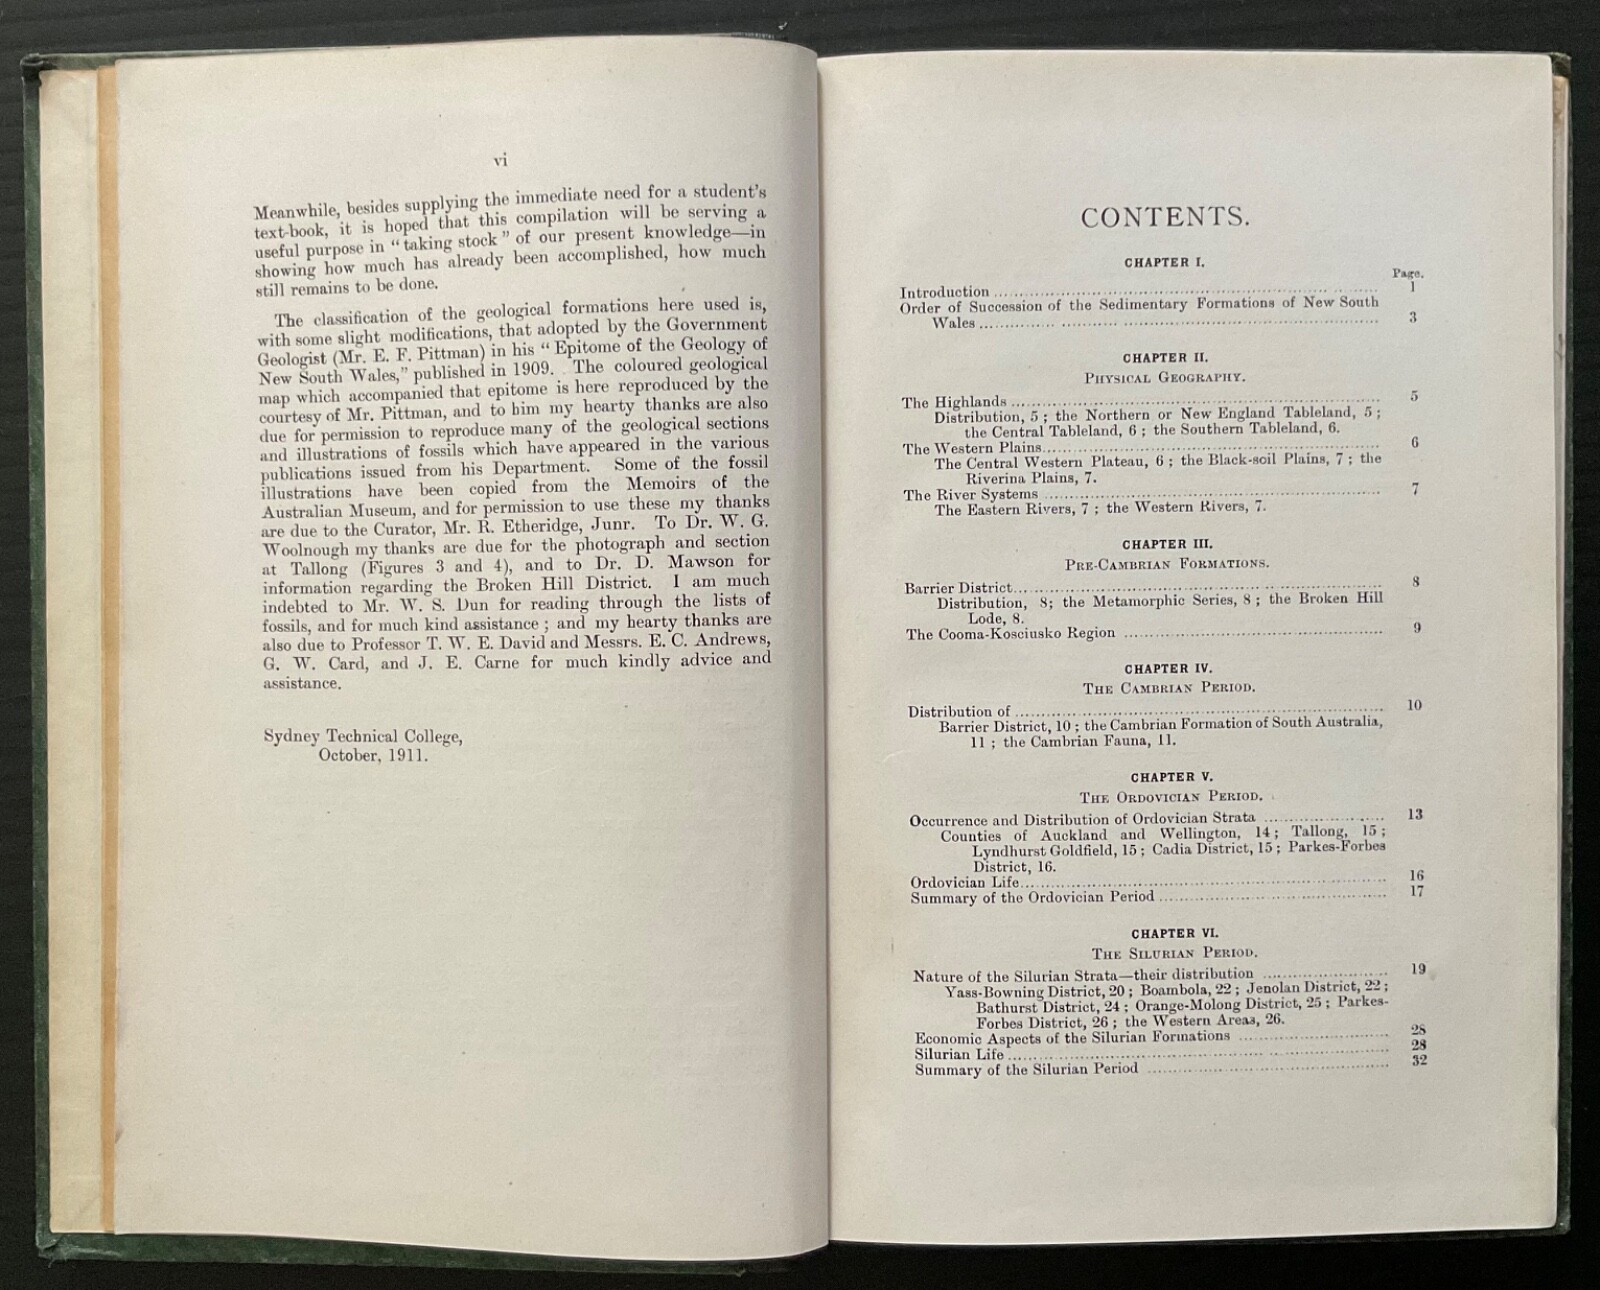 vi
Meanwhile, besides supplying the immediate need for a student's
text-book, it is hoped that this compilation will be serving a
useful purpose in "taking stock" of our present knowledge—in
showing how much has already been accomplished, how much
still remains to be done.
The classification of the geological formations here used is,
with some slight modifications, that adopted by the Government
Geologist (Mr. E. F. Pittman) in his "Epitome of the Geology of
New South Wales," published in 1909. The coloured geological
map which accompanied that epitome is here reproduced by the
courtesy of Mr. Pittman, and to him my hearty thanks are also
due for permission to reproduce many of the geological sections
and illustrations of fossils which have appeared in the various
publications issued from his Department. Some of the fossil
illustrations have been copied from the Memoirs of the
Australian Museum, and for permission to use these my thanks
are due to the Curator, Mr. R. Etheridge, Junr. To Dr. W. G.
Woolnough my thanks are due for the photograph and section
at Tallong (Figures 3 and 4), and to Dr. D. Mawson for
information regarding the Broken Hill District. I am much
indebted to Mr. W. S. Dun for reading through the lists of
fossils, and for much kind assistance; and my hearty thanks are
also due to Professor T. W. E. David and Messrs. E. C. Andrews,
G. W. Card, and J. E. Carne for much kindly advice and
assistance.
Sydney Technical College,
October, 1911.
CONTENTS.
CHAPTER I.
Page.
Introduction 1
Order of Succession of the Sedimentary Formations of New South
Wales 3
CHAPTER II.
PHYSICAL GEOGRAPHY.
The Highlands 5
Distribution, 5; the Northern or New England Tableland, 5;
the Central Tableland, 6; the Southern Tableland, 6.
The Western Plains 6
The Central Western Plateau, 6; the Black-soil Plains, 7; the
Riverina Plains, 7.
The River Systems 7
The Eastern Rivers, 7; the Western Rivers, 7.
CHAPTER III.
PRE-CAMBRIAN FORMATIONS.
Barrier District 8
Distribution, 8; the Metamorphic Series, 8; the Broken Hill
Lode, 8.
The Cooma-Kosciusko Region 9
CHAPTER IV.
THE CAMBRIAN PERIOD.
Distribution of 10
Barrier District, 10; the Cambrian Formation of South Australia,
11; the Cambrian Fauna, 11.
CHAPTER V.
THE ORDOVICIAN PERIOD.
Occurrence and Distribution of Ordovician Strata 13
Counties of Auckland and Wellington, 14; Tallong, 15;
Lyndhurst Goldfield, 15; Cadia District, 15; Parkes-Forbes
District, 16.
Ordovician Life 16
Summary of the Ordovician Period 17
CHAPTER VI.
THE SILURIAN PERIOD.
Nature of the Silurian Strata—their distribution 19
Yass-Bowning District, 20; Boambola, 22; Jenolan District, 22;
Bathurst District, 24; Orange-Molong District, 25; Parkes-
Forbes District, 26; the Western Areas, 26.
Economic Aspects of the Silurian Formations 28
Silurian Life 28
Summary of the Silurian Period 32